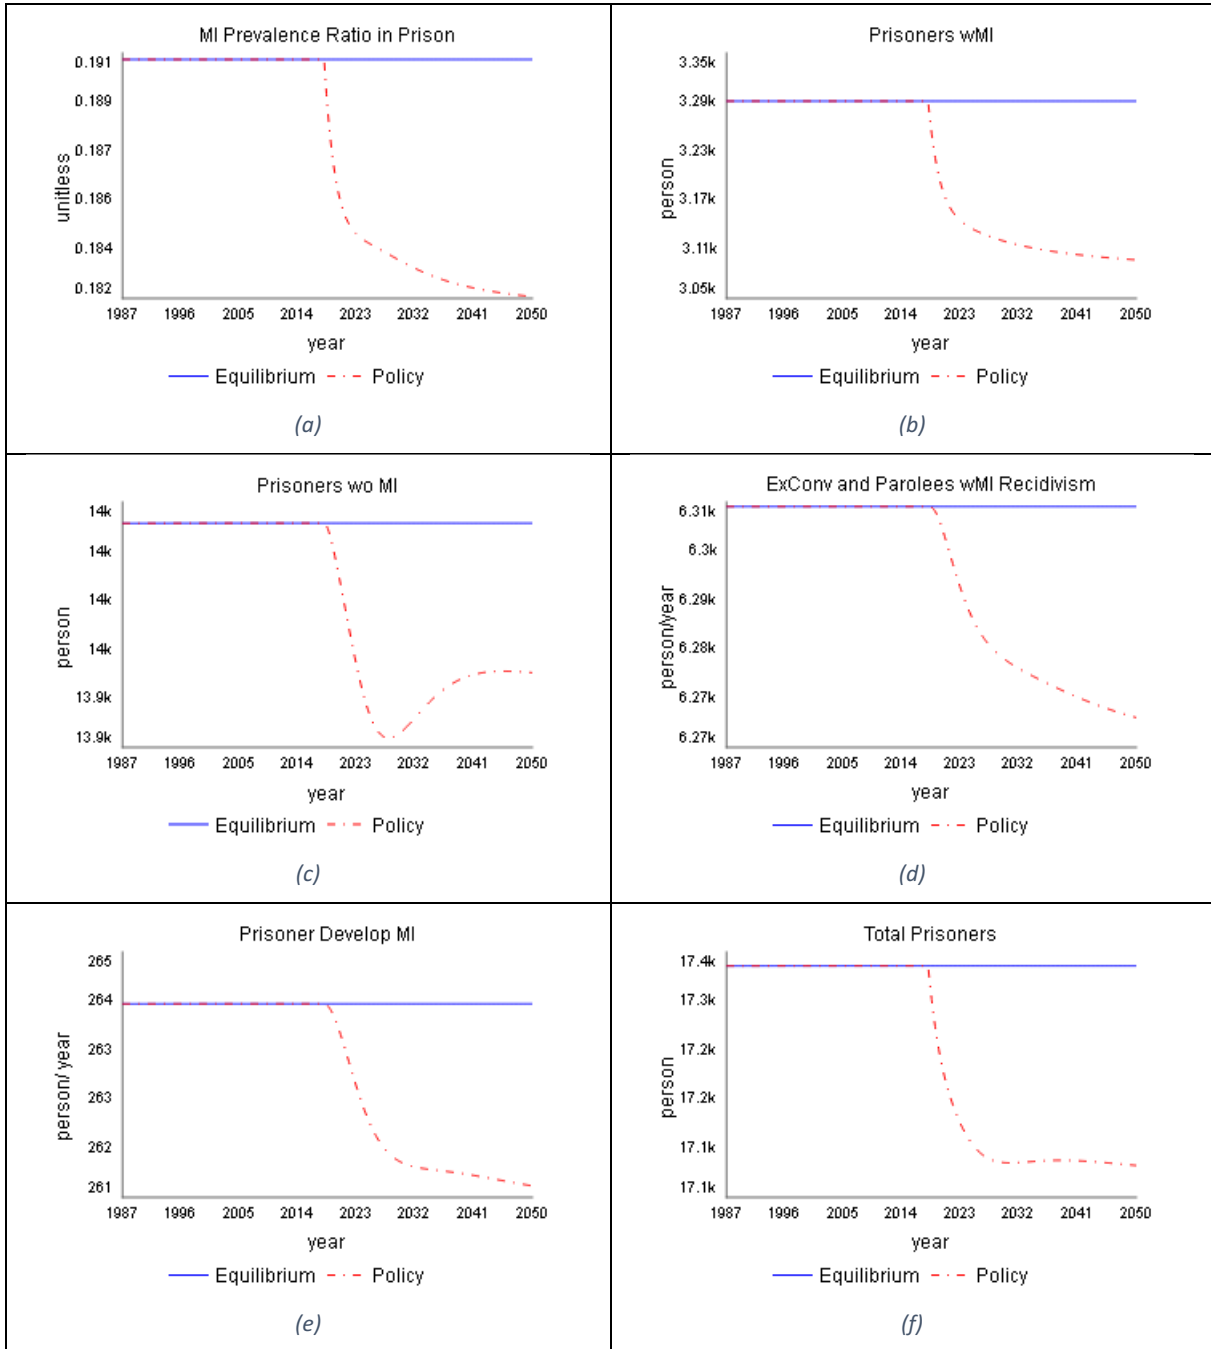 MI Prevalence Ratio in Prison
0.191
0.189
0.187
0.186
0.184
0.182
unitless
1987 1996 2005 2014 2023 2032 2041 2050
year
Equilibrium Policy
(a)
Prisoners wMI
3.35k
3.29k
3.23k
3.17k
3.11k
3.05k
person
1987 1996 2005 2014 2023 2032 2041 2050
year
Equilibrium Policy
(b)
Prisoners wo MI
14k
14k
14k
14k
13.9k
13.9k
person
1987 1996 2005 2014 2023 2032 2041 2050
year
Equilibrium Policy
(c)
ExConv and Parolees wMI Recidivism
6.31k
6.3k
6.29k
6.28k
6.27k
6.27k
person/year
1987 1996 2005 2014 2023 2032 2041 2050
year
Equilibrium Policy
(d)
Prisoner Develop MI
265
264
263
263
262
261
person/year
1987 1996 2005 2014 2023 2032 2041 2050
year
Equilibrium Policy
(e)
Total Prisoners
17.4k
17.3k
17.2k
17.2k
17.1k
17.1k
person
1987 1996 2005 2014 2023 2032 2041 2050
year
Equilibrium Policy
(f)